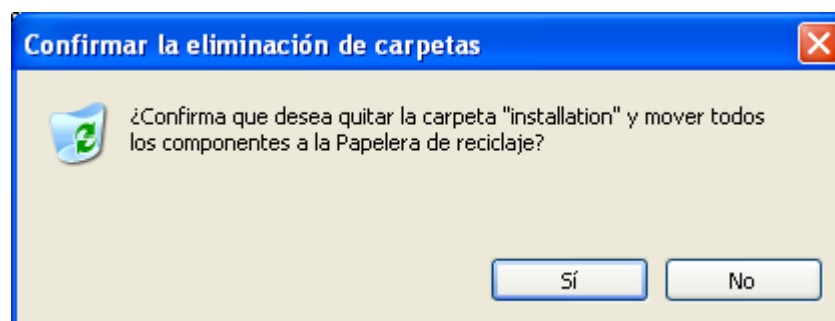 Confirmar la eliminación de carpetas
¿Confirma que desea quitar la carpeta "installation" y mover todos
los componentes a la Papelera de reciclaje?
Sí
No